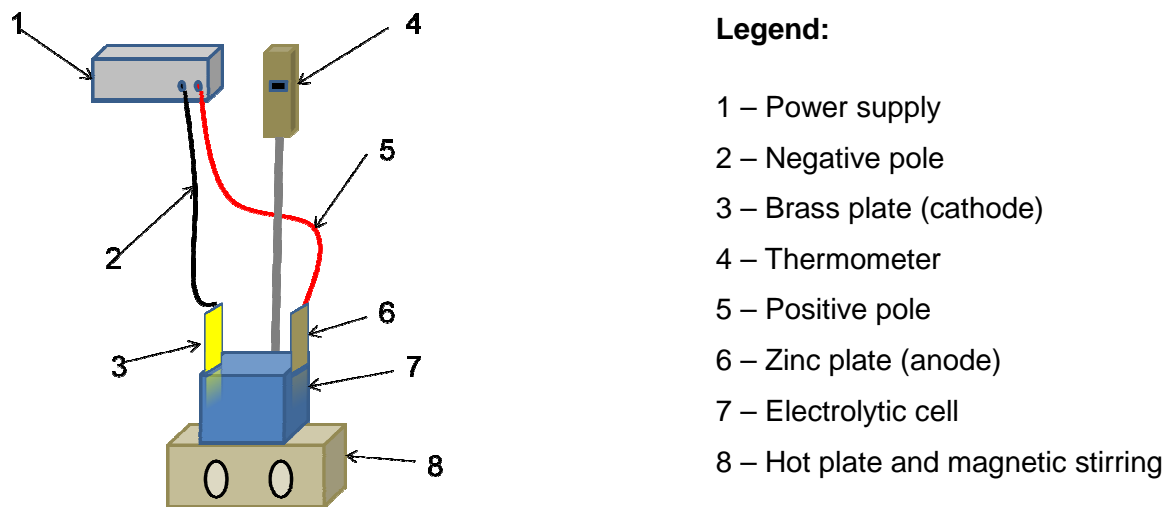 1
4
5
2
6
3
7
8
Legend:
1 – Power supply
2 – Negative pole
3 – Brass plate (cathode)
4 – Thermometer
5 – Positive pole
6 – Zinc plate (anode)
7 – Electrolytic cell
8 – Hot plate and magnetic stirring